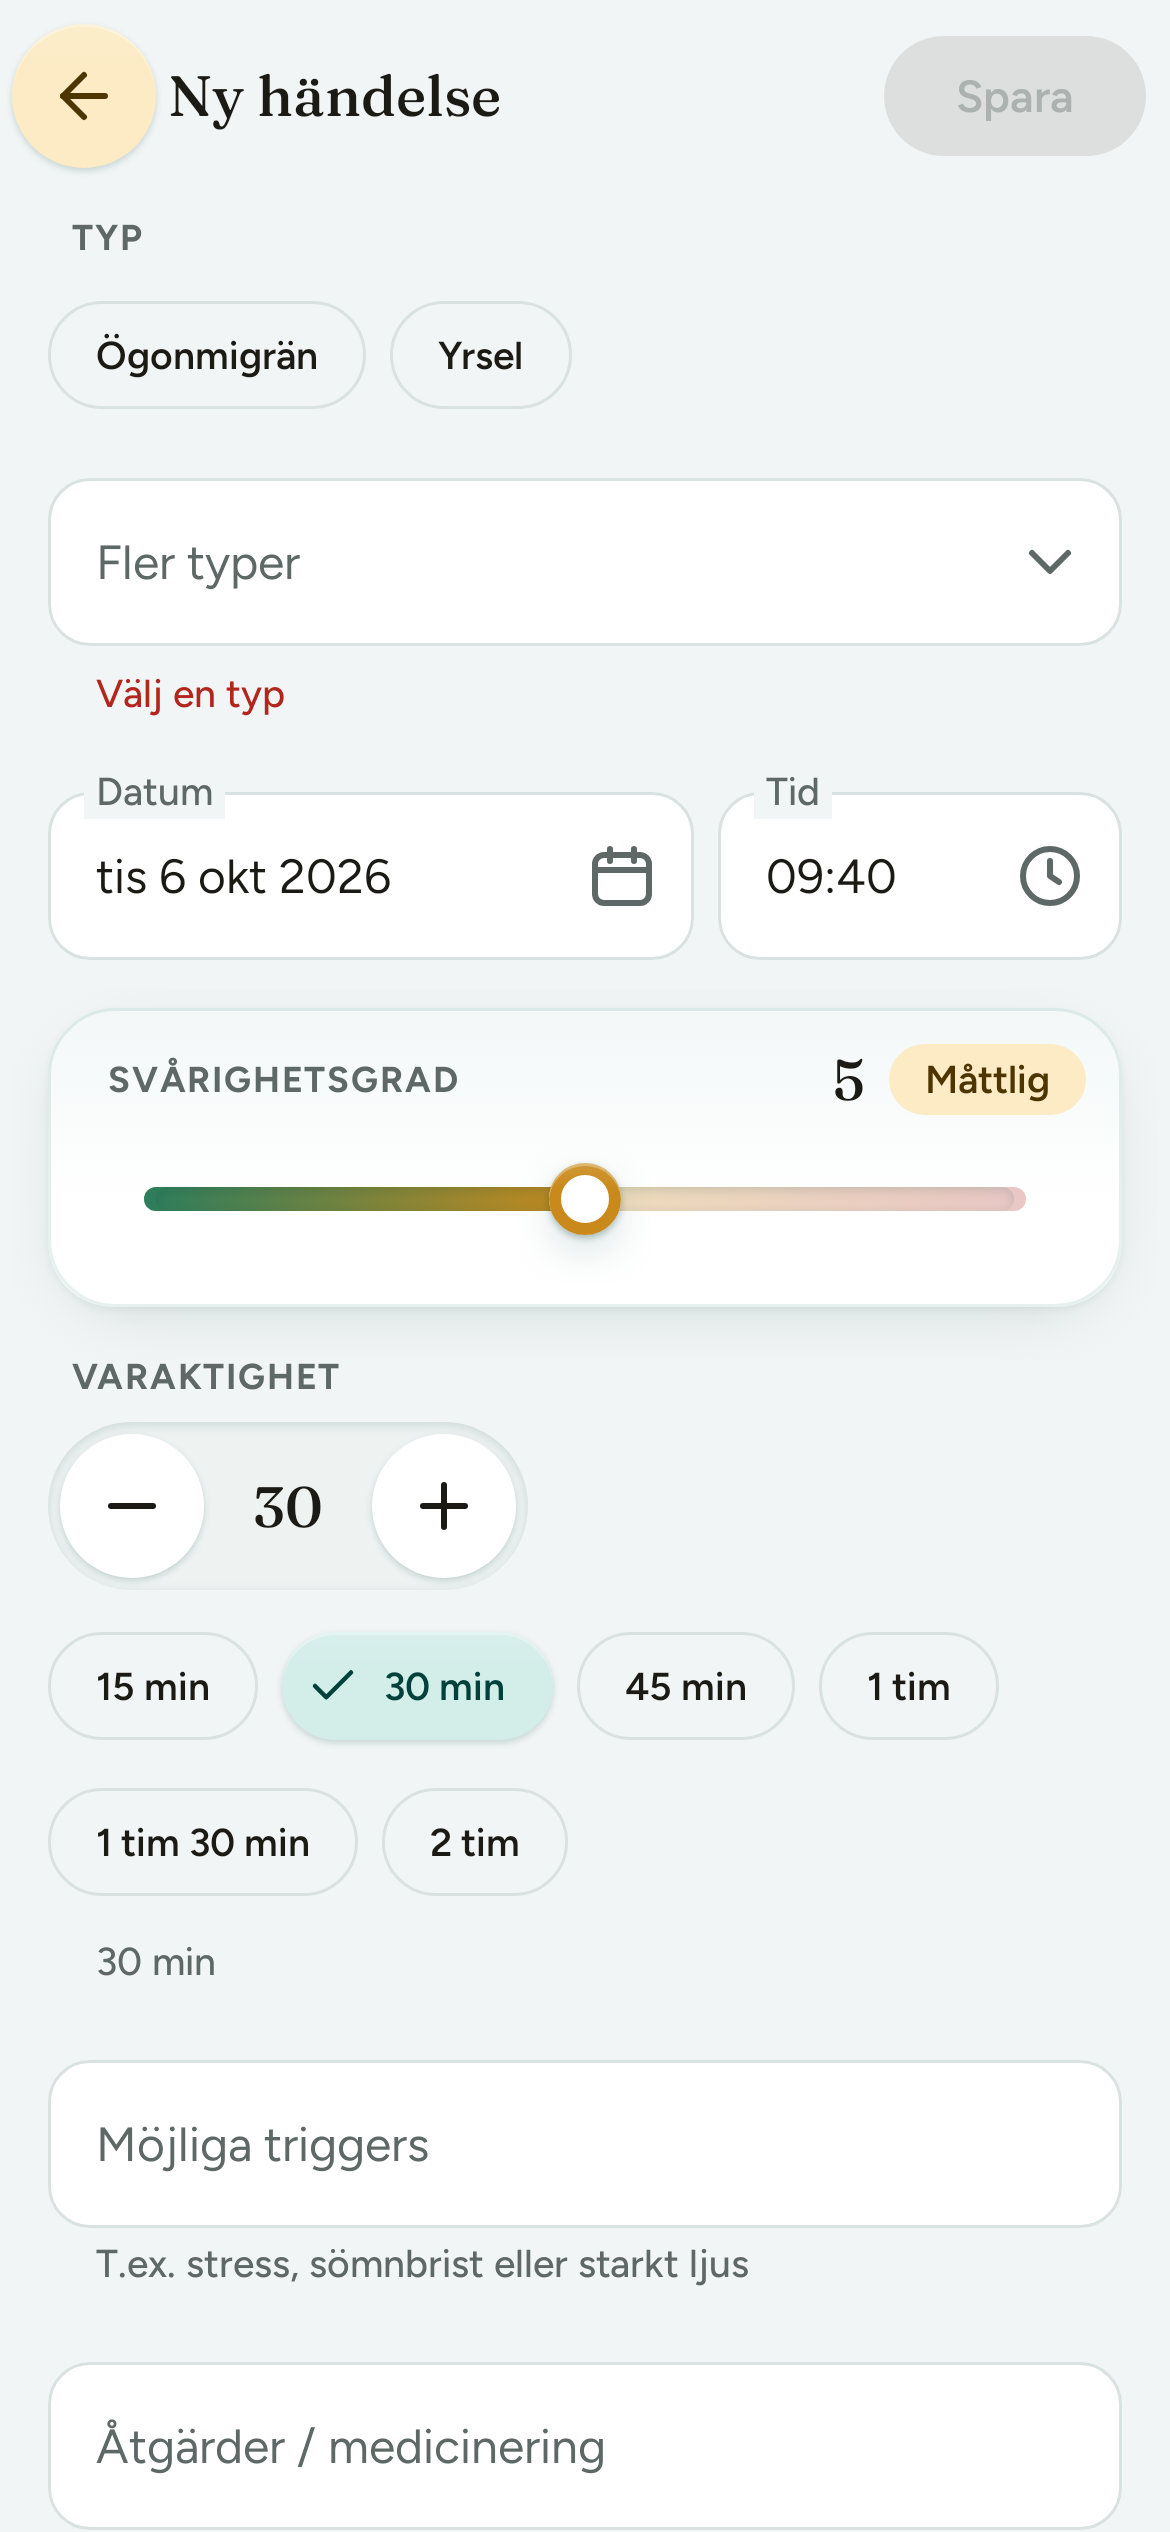 Ny händelse
Spara
TYP
Ögonmigrän
Yrsel
Fler typer
Välj en typ
Datum
Tid
tis 6 okt 2026
09:40
SVÅRIGHETSGRAD
5
Måttlig
VARAKTIGHET
30
15 min
30 min
45 min
1 tim
1 tim 30 min
2 tim
30 min
Möjliga triggers
T.ex. stress, sömnbrist eller starkt ljus
Åtgärder / medicinering